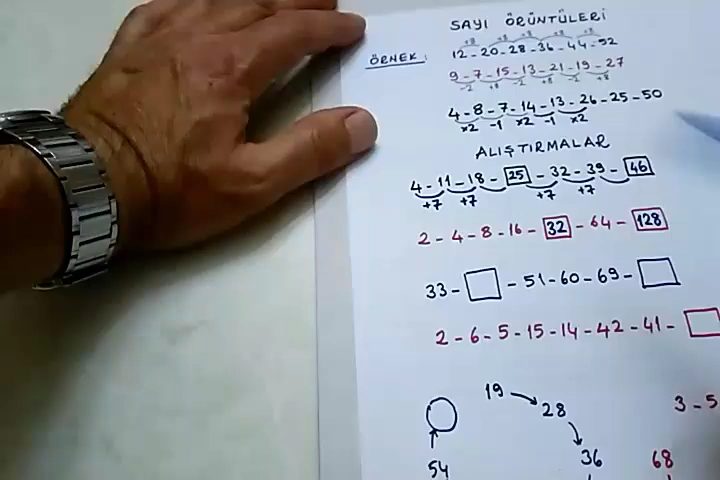 SAYI ÖRÜNTÜLERİ
+8 +8 +8 +8 +8
ÖRNEK: 12-20-28-36-44-52
9-7-15-13-21-19-27
-2 +8 -2 +8 -2 +8
4-8-7-14-13-26-25-50
x2 -1 x2 -1 x2
ALIŞTIRMALAR
4-11-18-25-32-39-46
+7 +7 +7 +7
2-4-8-16-32-64-128
33- -51-60-69-
2-6-5-15-14-42-41-
19 28 3-5
54 36 68